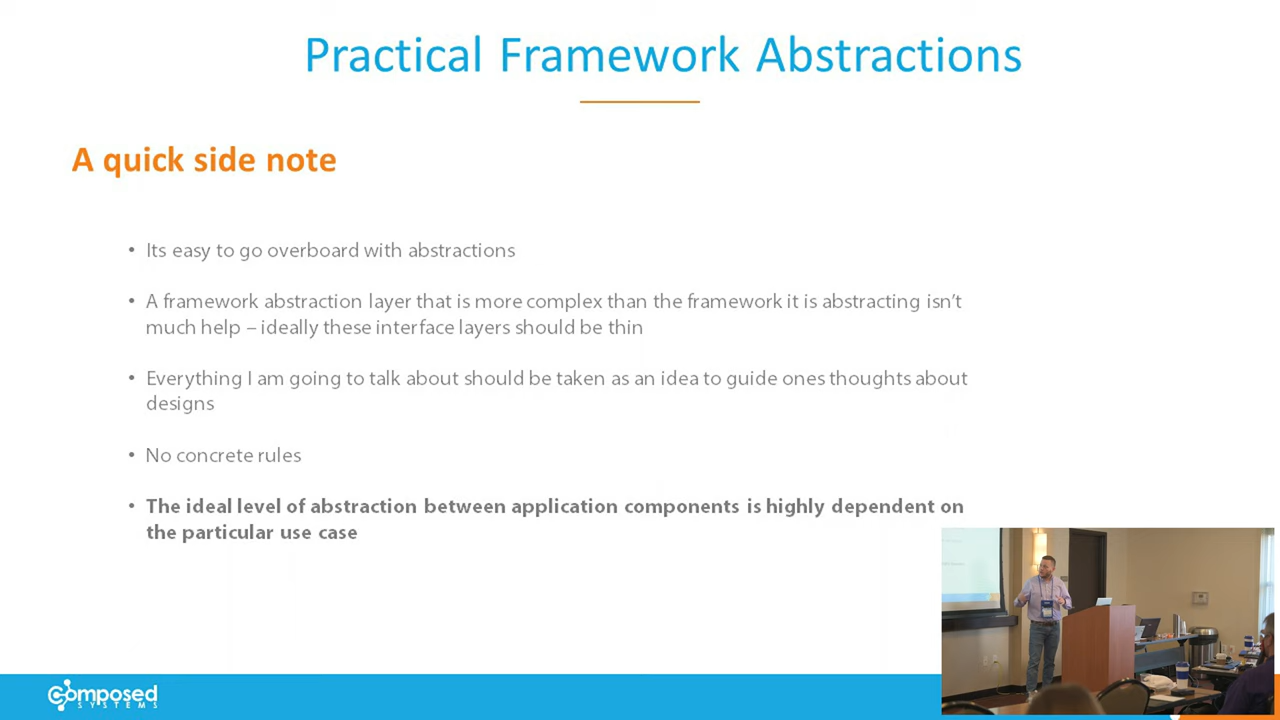 Practical Framework Abstractions
A quick side note
• Its easy to go overboard with abstractions
• A framework abstraction layer that is more complex than the framework it is abstracting isn’t
much help – ideally these interface layers should be thin
• Everything I am going to talk about should be taken as an idea to guide ones thoughts about
designs
• No concrete rules
• The ideal level of abstraction between application components is highly dependent on
the particular use case
composed
SYSTEMS